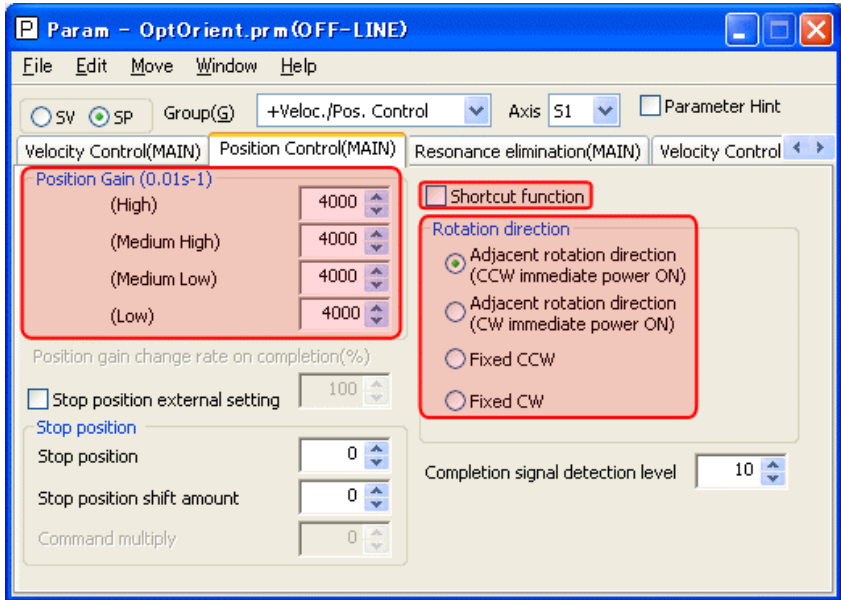 P Param - OptOrient.prm(OFF-LINE)
File Edit Move Window Help
SV SP Group(G) +Veloc./Pos. Control Axis S1 Parameter Hint
Velocity Control(MAIN) Position Control(MAIN) Resonance elimination(MAIN) Velocity Control
Position Gain (0.01s-1)
(High) 4000
(Medium High) 4000
(Medium Low) 4000
(Low) 4000
Position gain change rate on completion(%)
100
Stop position external setting
Stop position
Stop position 0
Stop position shift amount 0
Command multiply 0
Shortcut function
Rotation direction
Adjacent rotation direction
(CCW immediate power ON)
Adjacent rotation direction
(CW immediate power ON)
Fixed CCW
Fixed CW
Completion signal detection level 10